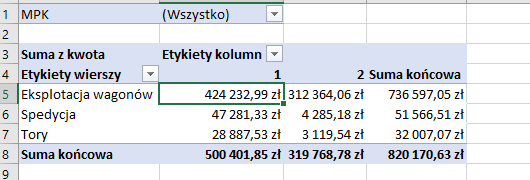 1 MPK (Wszystko)
2
3 Suma z kwota Etykiety kolumn
4 Etykiety wierszy 1 2 Suma końcowa
5 Eksplotacja wagonów 424 232,99 zł 312 364,06 zł 736 597,05 zł
6 Spedycja 47 281,33 zł 4 285,18 zł 51 566,51 zł
7 Tory 28 887,53 zł 3 119,54 zł 32 007,07 zł
8 Suma końcowa 500 401,85 zł 319 768,78 zł 820 170,63 zł
9